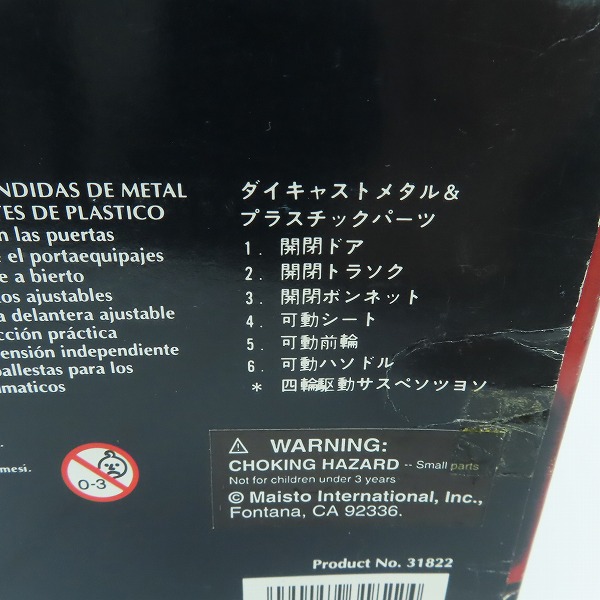 NDIDAS DE METAL
TES DE PLASTICO
n las puertas
e el portaequipajes
e a bierto
os ajustables
a delantera ajustable
cción práctica
ensión independiente
allestas para los
maticos
ダイキャストメタル&
プラスチックパーツ
1. 開閉ドア
2. 開閉トラソク
3. 開閉ボンネット
4. 可動シート
5. 可動前輪
6. 可動ハソドル
* 四輪駆動サスペソツヨソ
mesi.
0-3
⚠ WARNING:
CHOKING HAZARD -- Small parts
Not for children under 3 years
© Maisto International, Inc.,
Fontana, CA 92336.
Product No. 31822